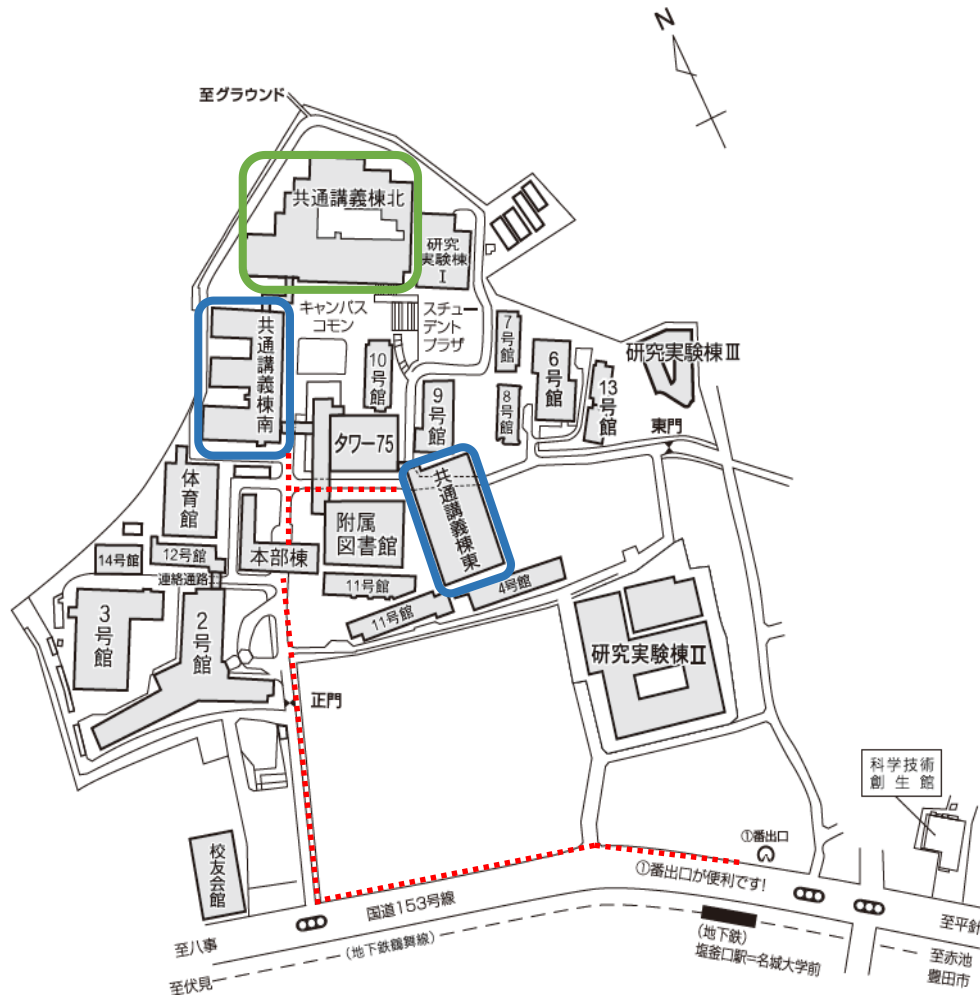 N
至グラウンド
共通講義棟北
研究
実験棟
Ⅰ
キャンパス
コモン
スチュー
デント
プラザ
共通講義棟南
7号館
6号館
研究実験棟Ⅲ
10号館
9号館
8号館
13号館
東門
タワー75
共通講義棟東
体育館
附属
図書館
本部棟
14号館
12号館
連絡通路
11号館
11号館
4号館
3号館
2号館
研究実験棟Ⅱ
正門
科学技術
創生館
①番出口
①番出口が便利です!
校友会館
国道153号線
至八事
(地下鉄鶴舞線)
至伏見
(地下鉄)
塩釜口駅=名城大学前
至平針
至赤池
豊田市